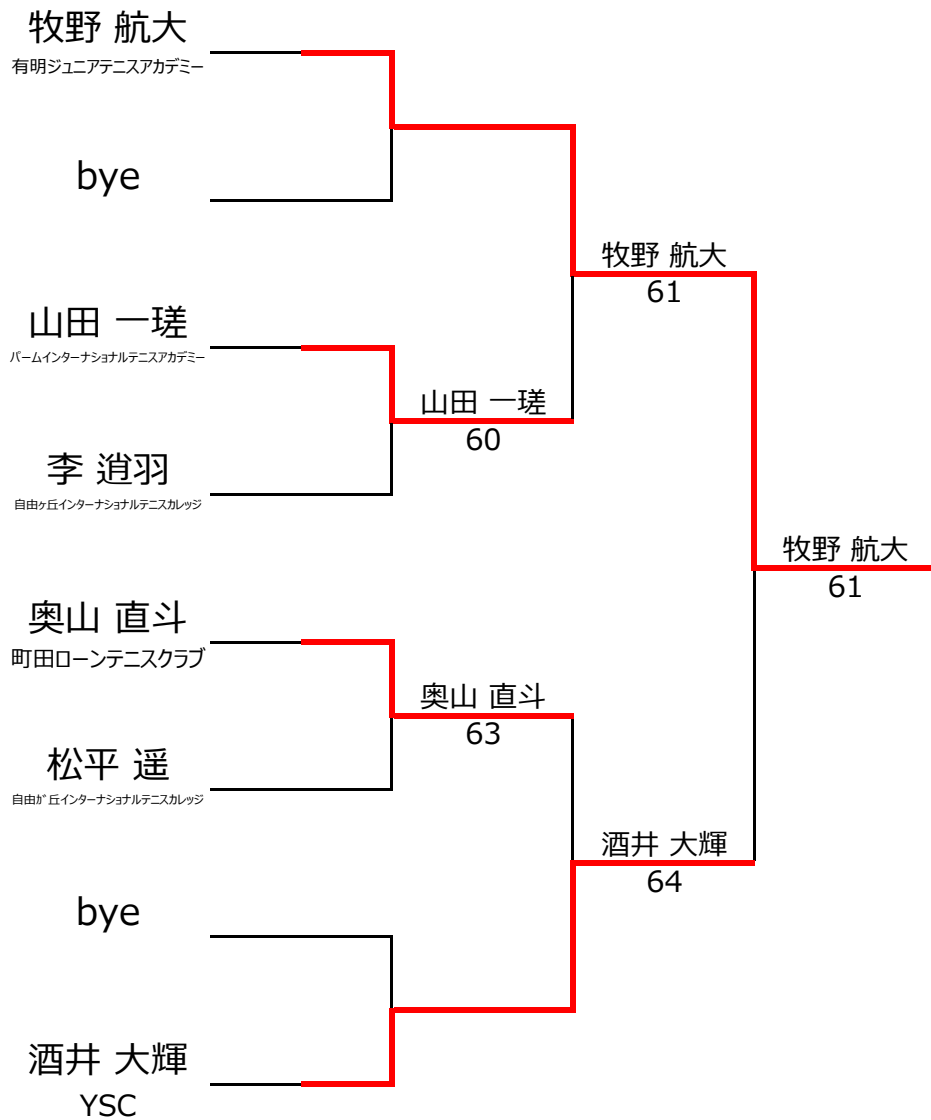 牧野 航大
有明ジュニアテニスアカデミー
bye
牧野 航大
61
山田 一瑳
パームインターナショナルテニスアカデミー
山田 一瑳
60
李 逍羽
自由ヶ丘インターナショナルテニスカレッジ
牧野 航大
61
奥山 直斗
町田ローンテニスクラブ
奥山 直斗
63
松平 遥
自由が丘インターナショナルテニスカレッジ
酒井 大輝
64
bye
酒井 大輝
YSC